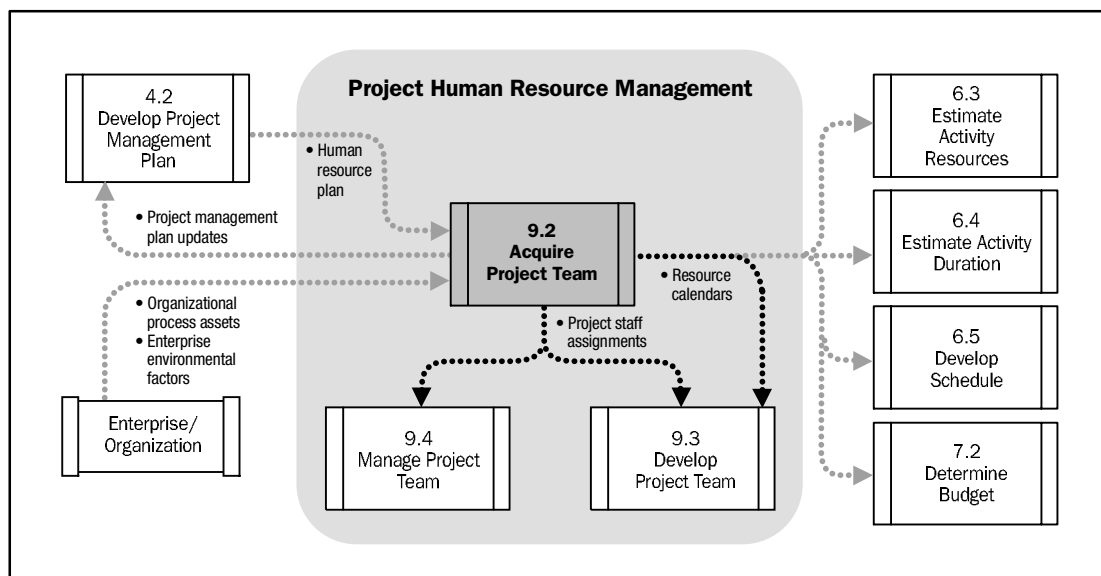 Project Human Resource Management
4.2
Develop Project
Management
Plan
• Human
resource
plan
• Project management
plan updates
9.2
Acquire
Project Team
• Organizational
process assets
• Enterprise
environmental
factors
Enterprise/
Organization
• Resource
calendars
• Project staff
assignments
9.4
Manage Project
Team
9.3
Develop
Project Team
6.3
Estimate
Activity
Resources
6.4
Estimate Activity
Duration
6.5
Develop
Schedule
7.2
Determine
Budget